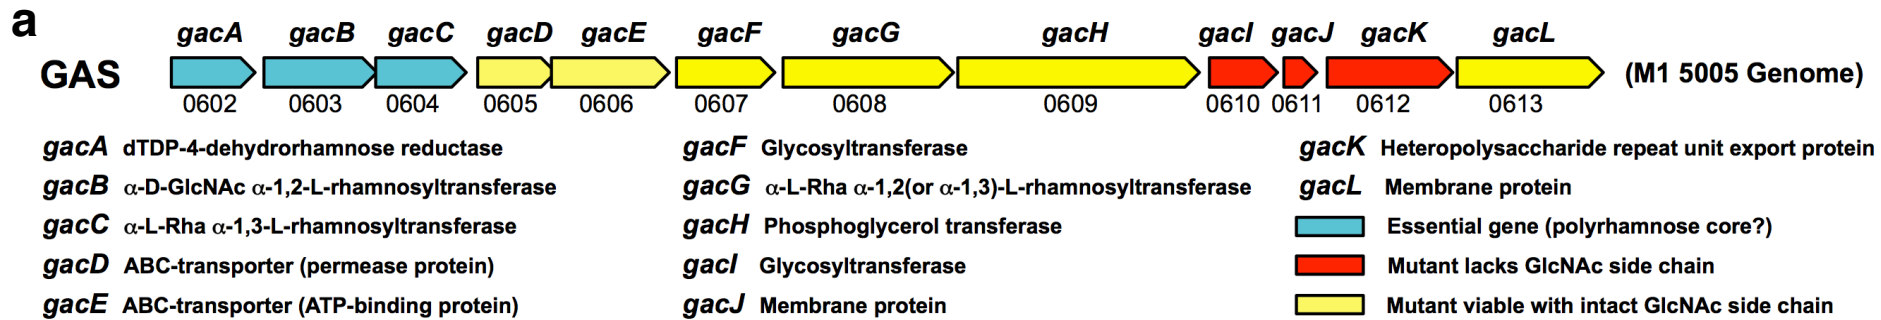 a
gacA gacB gacC gacD gacE gacF gacG gacH gacI gacJ gacK gacL
GAS (M1 5005 Genome)
0602 0603 0604 0605 0606 0607 0608 0609 0610 0611 0612 0613
gacA dTDP-4-dehydrorhamnose reductase
gacB α-D-GlcNAc α-1,2-L-rhamnosyltransferase
gacC α-L-Rha α-1,3-L-rhamnosyltransferase
gacD ABC-transporter (permease protein)
gacE ABC-transporter (ATP-binding protein)
gacF Glycosyltransferase
gacG α-L-Rha α-1,2(or α-1,3)-L-rhamnosyltransferase
gacH Phosphoglycerol transferase
gacI Glycosyltransferase
gacJ Membrane protein
gacK Heteropolysaccharide repeat unit export protein
gacL Membrane protein
Essential gene (polyrhamnose core?)
Mutant lacks GlcNAc side chain
Mutant viable with intact GlcNAc side chain